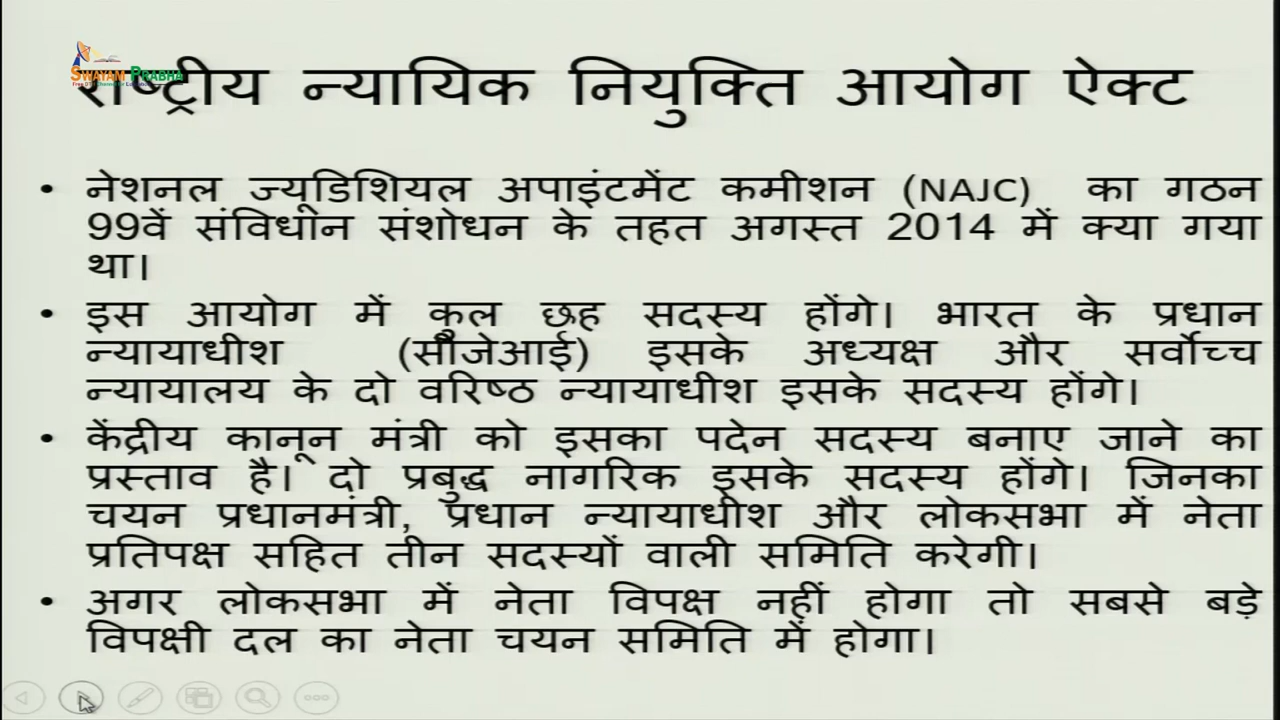 SWAYAM PRABHA
राष्ट्रीय न्यायिक नियुक्ति आयोग ऐक्ट
• नेशनल ज्यूडिशियल अपाइंटमेंट कमीशन (NAJC) का गठन
99वें संविधान संशोधन के तहत अगस्त 2014 में क्या गया
था।
• इस आयोग में कुल छह सदस्य होंगे। भारत के प्रधान
न्यायाधीश (सीजेआई) इसके अध्यक्ष और सर्वोच्च
न्यायालय के दो वरिष्ठ न्यायाधीश इसके सदस्य होंगे।
• केंद्रीय कानून मंत्री को इसका पदेन सदस्य बनाए जाने का
प्रस्ताव है। दो प्रबुद्ध नागरिक इसके सदस्य होंगे। जिनका
चयन प्रधानमंत्री, प्रधान न्यायाधीश और लोकसभा में नेता
प्रतिपक्ष सहित तीन सदस्यों वाली समिति करेगी।
• अगर लोकसभा में नेता विपक्ष नहीं होगा तो सबसे बड़े
विपक्षी दल का नेता चयन समिति में होगा।